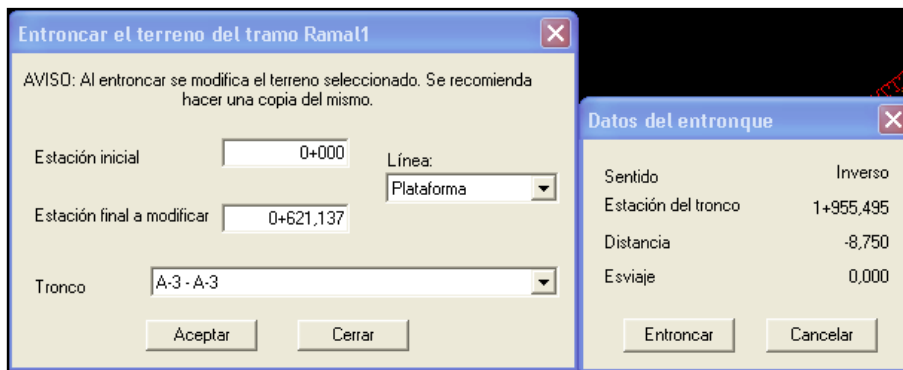 Entroncar el terreno del tramo Ramal1
AVISO: Al entroncar se modifica el terreno seleccionado. Se recomienda
hacer una copia del mismo.
Estación inicial
0+000
Línea:
Plataforma
Estación final a modificar
0+621,137
Tronco
A-3 - A-3
Aceptar
Cerrar
Datos del entronque
Sentido
Inverso
Estación del tronco
1+955,495
Distancia
-8,750
Esviaje
0,000
Entroncar
Cancelar